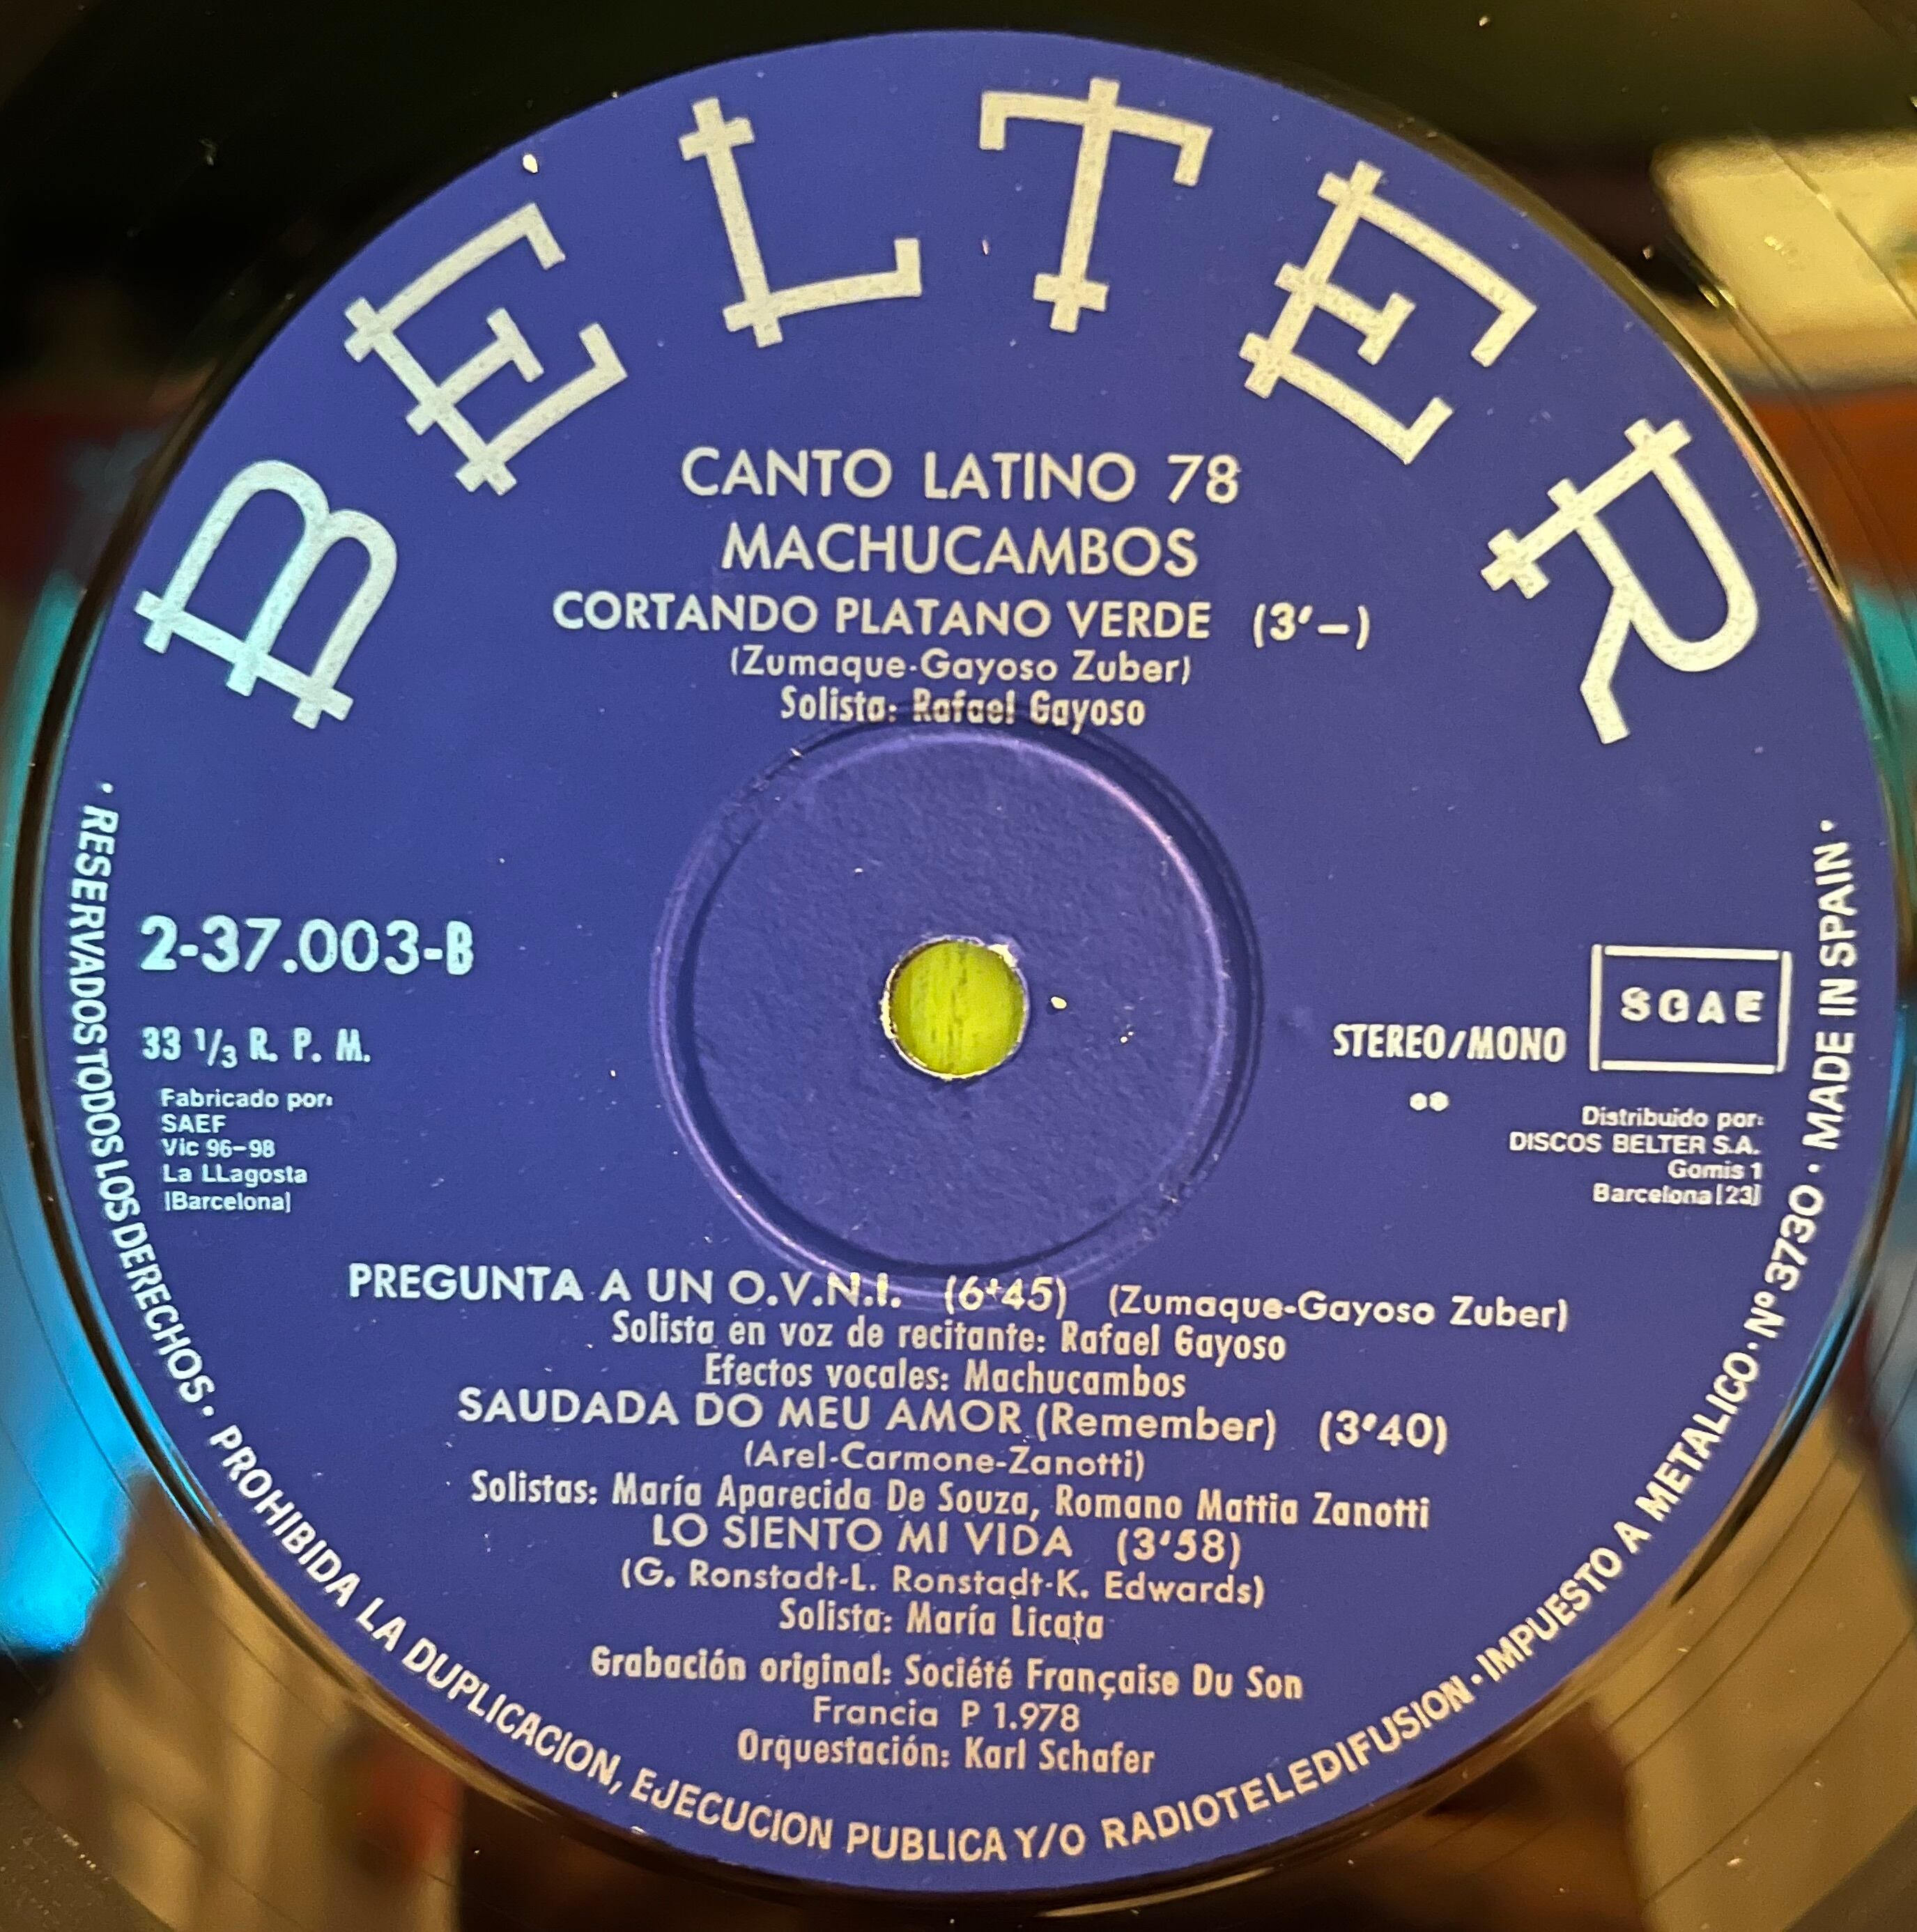 BELTER
CANTO LATINO 78
MACHUCAMBOS
CORTANDO PLATANO VERDE (3'—)
(Zumaque-Gayoso Zuber)
Solista: Rafael Gayoso
2-37.003-B
33 1/3 R. P. M.
Fabricado por:
SAEF
Vic 96-98
La LLagosta
(Barcelona)
SGAE
STEREO/MONO
Distribuido por:
DISCOS BELTER S.A.
Gomis 1
Barcelona (23)
PREGUNTA A UN O.V.N.I. (6'45) (Zumaque-Gayoso Zuber)
Solista en voz de recitante: Rafael Gayoso
Efectos vocales: Machucambos
SAUDADA DO MEU AMOR (Remember) (3'40)
(Arel-Carmone-Zanotti)
Solistas: María Aparecida De Souza, Romano Mattia Zanotti
LO SIENTO MI VIDA (3'58)
(G. Ronstadt-L. Ronstadt-K. Edwards)
Solista: María Licata
Grabación original: Société Française Du Son
Francia P 1.978
Orquestación: Karl Schafer
· RESERVADOS TODOS LOS DERECHOS · PROHIBIDA LA DUPLICACION, EJECUCION PUBLICA Y/O RADIOTELEDIFUSION · IMPUESTO A METALICO · Nº 3730 · MADE IN SPAIN ·